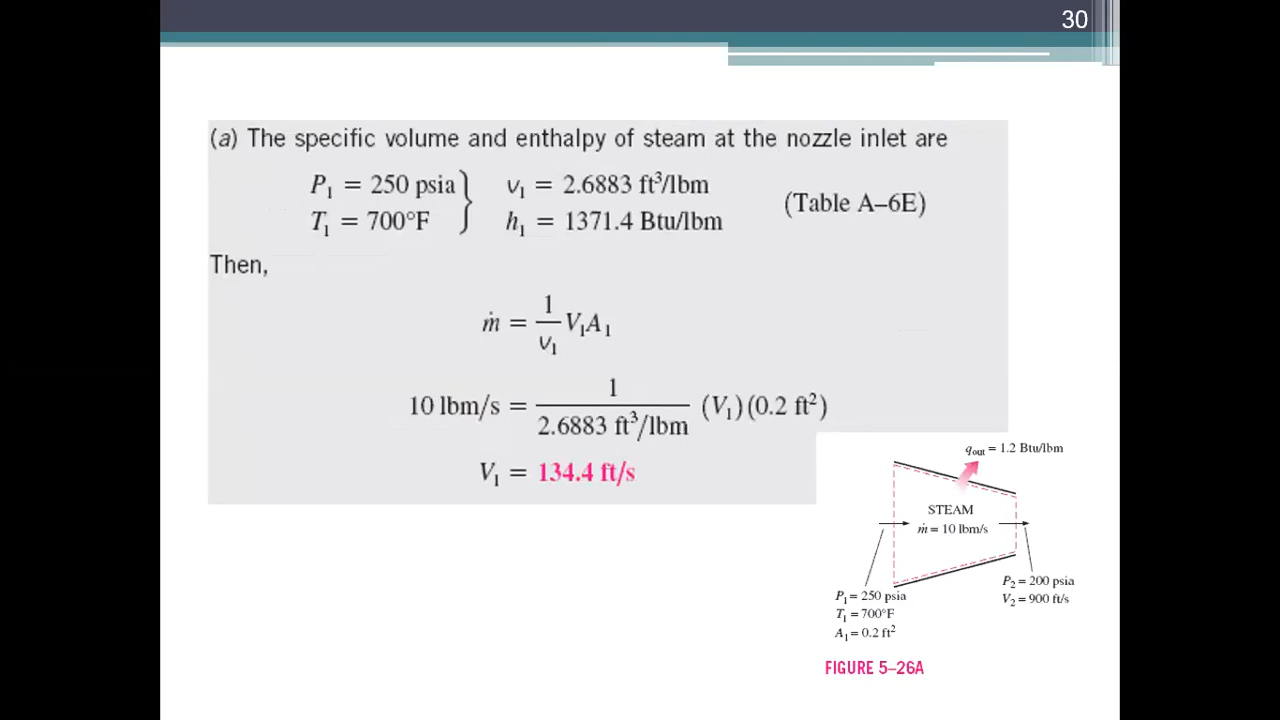 30
(a) The specific volume and enthalpy of steam at the nozzle inlet are
P₁ = 250 psia } v₁ = 2.6883 ft³/lbm
T₁ = 700°F } h₁ = 1371.4 Btu/lbm (Table A–6E)
Then,
ṁ = 1/v₁ V₁A₁
10 lbm/s = 1/2.6883 ft³/lbm (V₁)(0.2 ft²)
V₁ = 134.4 ft/s
q_out = 1.2 Btu/lbm
STEAM
ṁ = 10 lbm/s
P₁ = 250 psia
T₁ = 700°F
A₁ = 0.2 ft²
P₂ = 200 psia
V₂ = 900 ft/s
FIGURE 5–26A